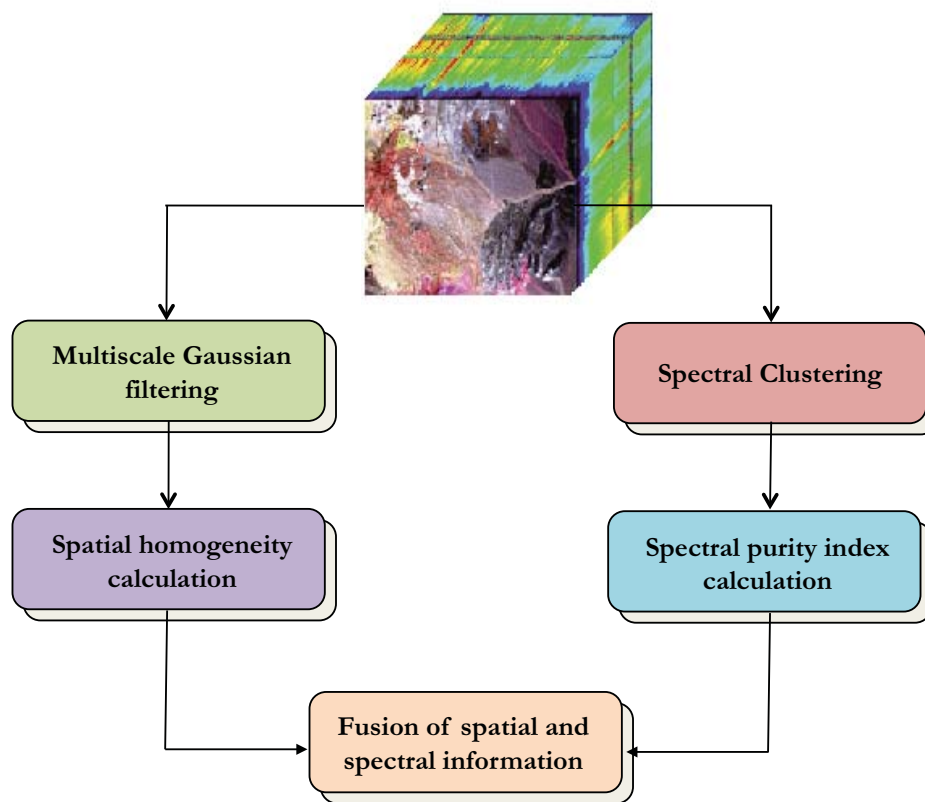 Multiscale Gaussian
filtering
Spectral Clustering
Spatial homogeneity
calculation
Spectral purity index
calculation
Fusion of spatial and
spectral information